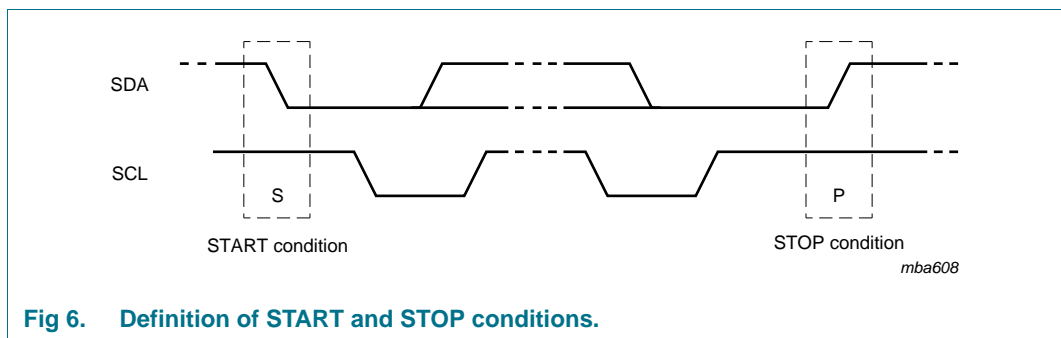 SDA
SCL
S
P
START condition
STOP condition
mba608
Fig 6. Definition of START and STOP conditions.